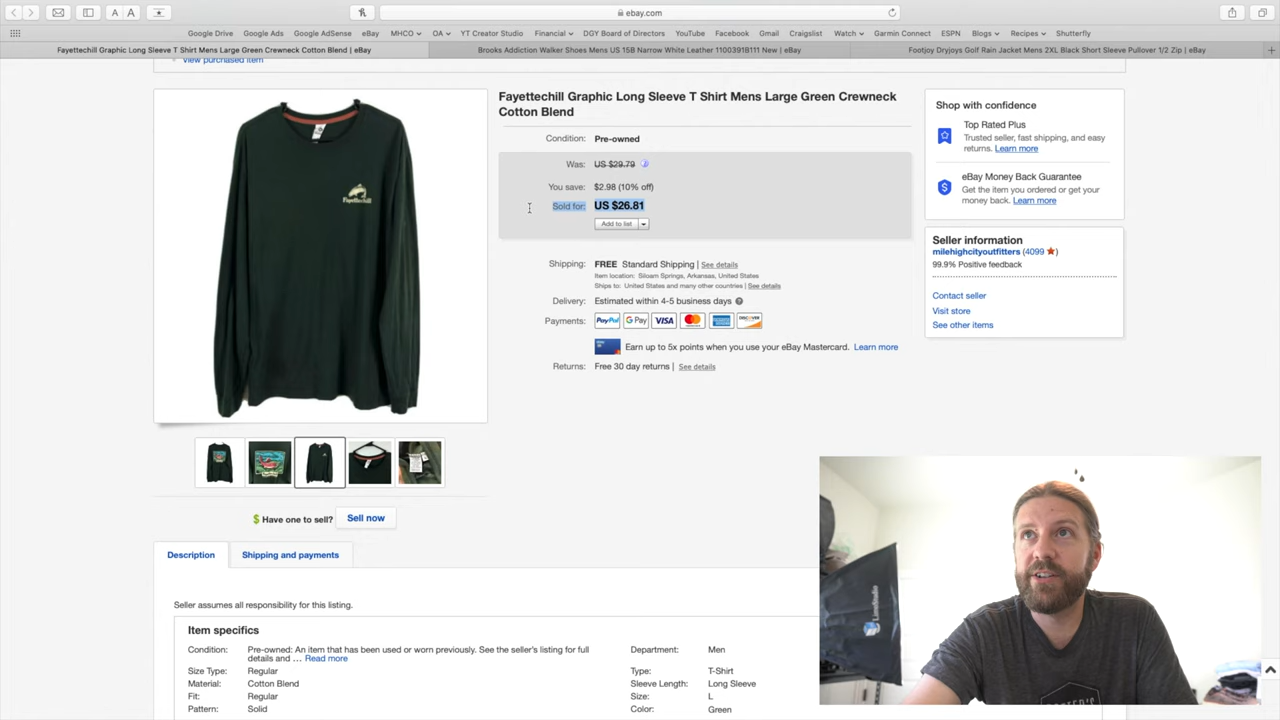 ebay.com
Google Drive Google Ads Google AdSense eBay MHCO OA YT Creator Studio Financial DGY Board of Directors YouTube Facebook Gmail Craigslist Watch Garmin Connect ESPN Blogs Recipes Shutterfly
Fayettechill Graphic Long Sleeve T Shirt Mens Large Green Crewneck Cotton Blend | eBay
Brooks Addiction Walker Shoes Mens US 15B Narrow White Leather 1100391B111 New | eBay
Footjoy Dryjoys Golf Rain Jacket Mens 2XL Black Short Sleeve Pullover 1/2 Zip | eBay
View purchased item
Fayettechill
Fayettechill Graphic Long Sleeve T Shirt Mens Large Green Crewneck
Cotton Blend
Condition: Pre-owned
Was: US $29.79
You save: $2.98 (10% off)
Sold for: US $26.81
Add to list
Shipping: FREE Standard Shipping | See details
Item location: Siloam Springs, Arkansas, United States
Ships to: United States and many other countries | See details
Delivery: Estimated within 4-5 business days
Payments: PayPal G Pay VISA
Earn up to 5x points when you use your eBay Mastercard. Learn more
Returns: Free 30 day returns | See details
Shop with confidence
Top Rated Plus
Trusted seller, fast shipping, and easy
returns. Learn more
eBay Money Back Guarantee
Get the item you ordered or get your
money back. Learn more
Seller information
milehighcityoutfitters (4099 ★)
99.9% Positive feedback
Contact seller
Visit store
See other items
Have one to sell? Sell now
Description Shipping and payments
Seller assumes all responsibility for this listing.
Item specifics
Condition: Pre-owned: An item that has been used or worn previously. See the seller's listing for full
details and ... Read more
Department: Men
Size Type: Regular
Type: T-Shirt
Material: Cotton Blend
Sleeve Length: Long Sleeve
Fit: Regular
Size: L
Pattern: Solid
Color: Green